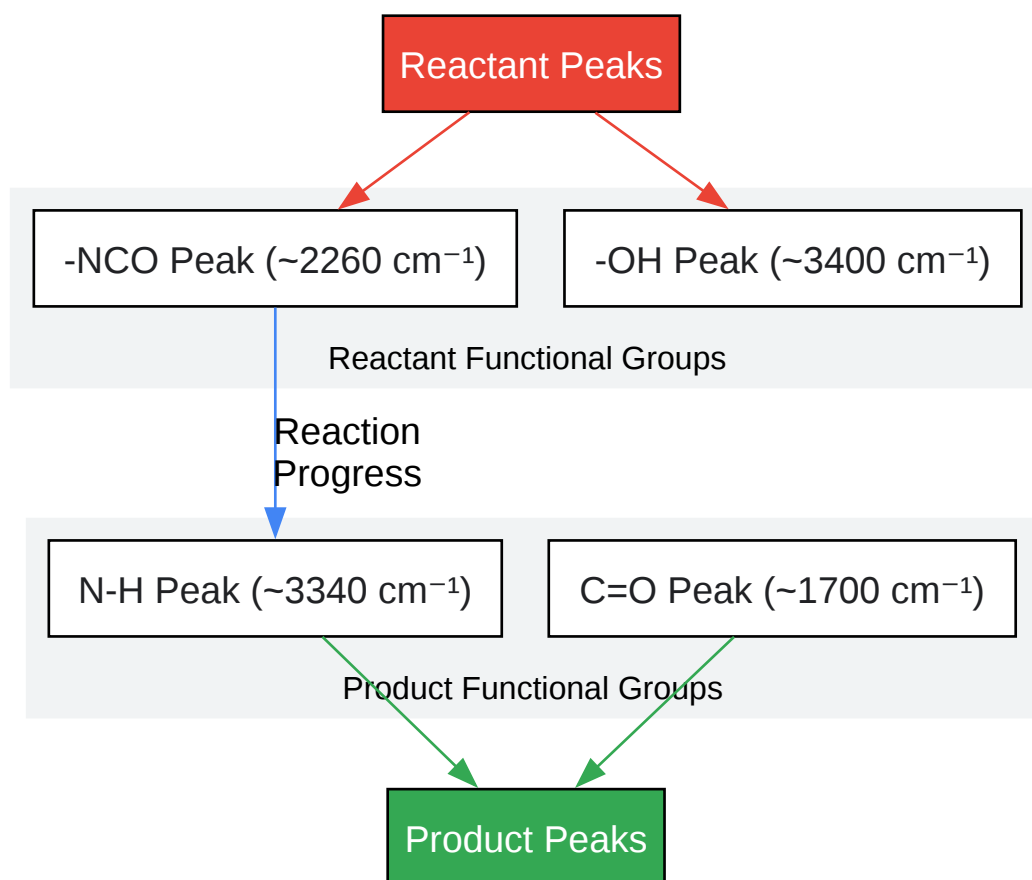 Reactant Peaks
-NCO Peak (~2260 cm⁻¹)
-OH Peak (~3400 cm⁻¹)
Reactant Functional Groups
Reaction
Progress
N-H Peak (~3340 cm⁻¹)
C=O Peak (~1700 cm⁻¹)
Product Functional Groups
Product Peaks